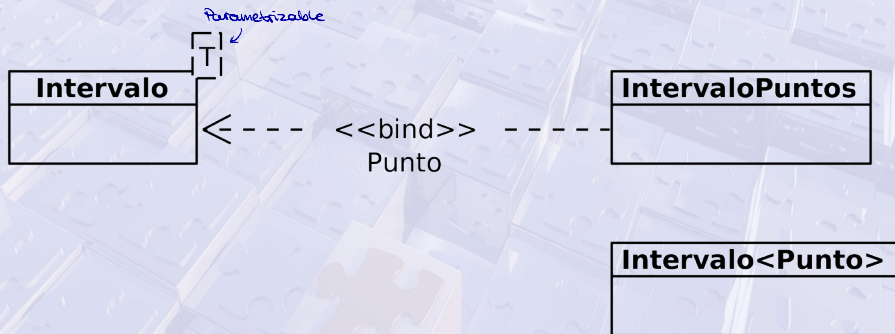 Parametrizable
T
Intervalo
IntervaloPuntos
<<bind>>
Punto
Intervalo<Punto>